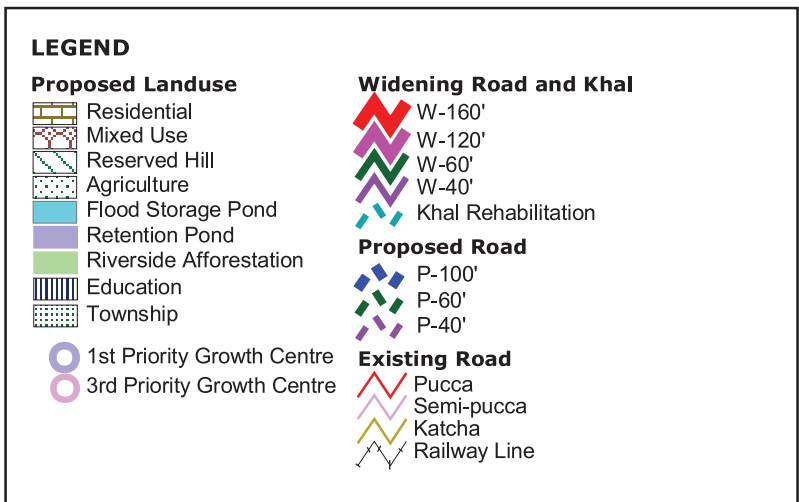 LEGEND
Proposed Landuse
Residential
Mixed Use
Reserved Hill
Agriculture
Flood Storage Pond
Retention Pond
Riverside Afforestation
Education
Township
1st Priority Growth Centre
3rd Priority Growth Centre
Widening Road and Khal
W-160'
W-120'
W-60'
W-40'
Khal Rehabilitation
Proposed Road
P-100'
P-60'
P-40'
Existing Road
Pucca
Semi-pucca
Katcha
Railway Line